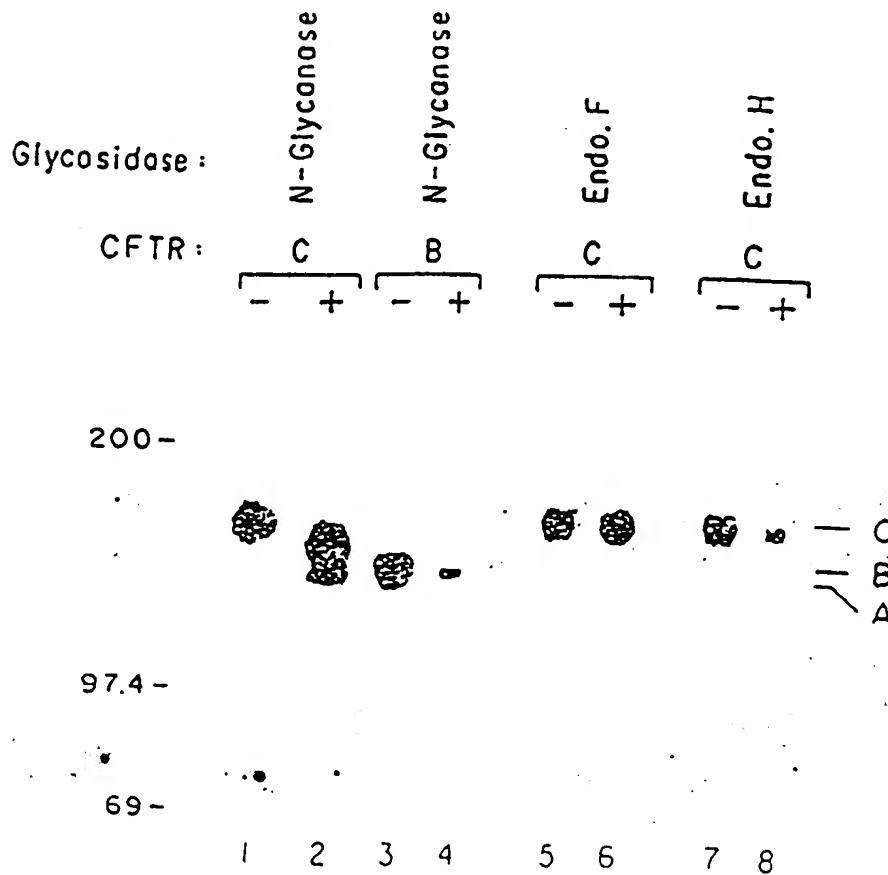 Glycosidase: N-Glycanase N-Glycanase Endo. F Endo. H
CFTR: C B C C
- + - + - + - +
200-
C
B
A
97.4-
69-
1 2 3 4 5 6 7 8